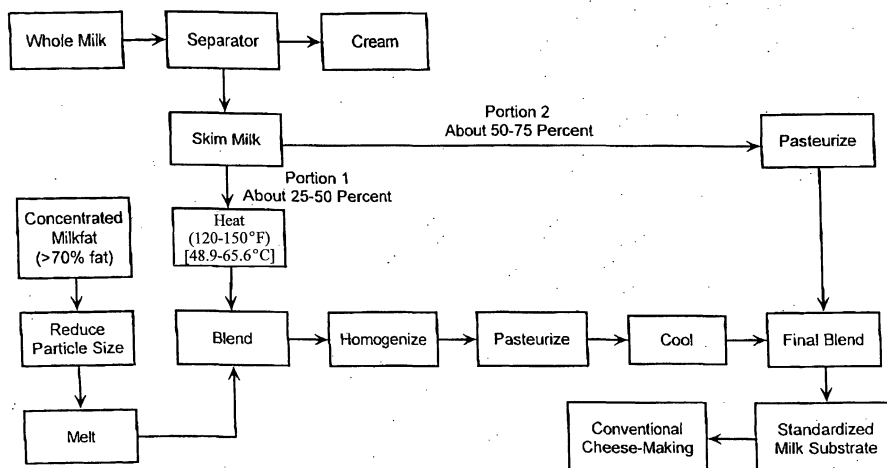 Whole Milk
Separator
Cream
Skim Milk
Portion 2
About 50-75 Percent
Pasteurize
Portion 1
About 25-50 Percent
Concentrated
Milkfat
(>70% fat)
Heat
(120-150°F)
[48.9-65.6°C]
Reduce
Particle Size
Blend
Homogenize
Pasteurize
Cool
Final Blend
Melt
Conventional
Cheese-Making
Standardized
Milk Substrate